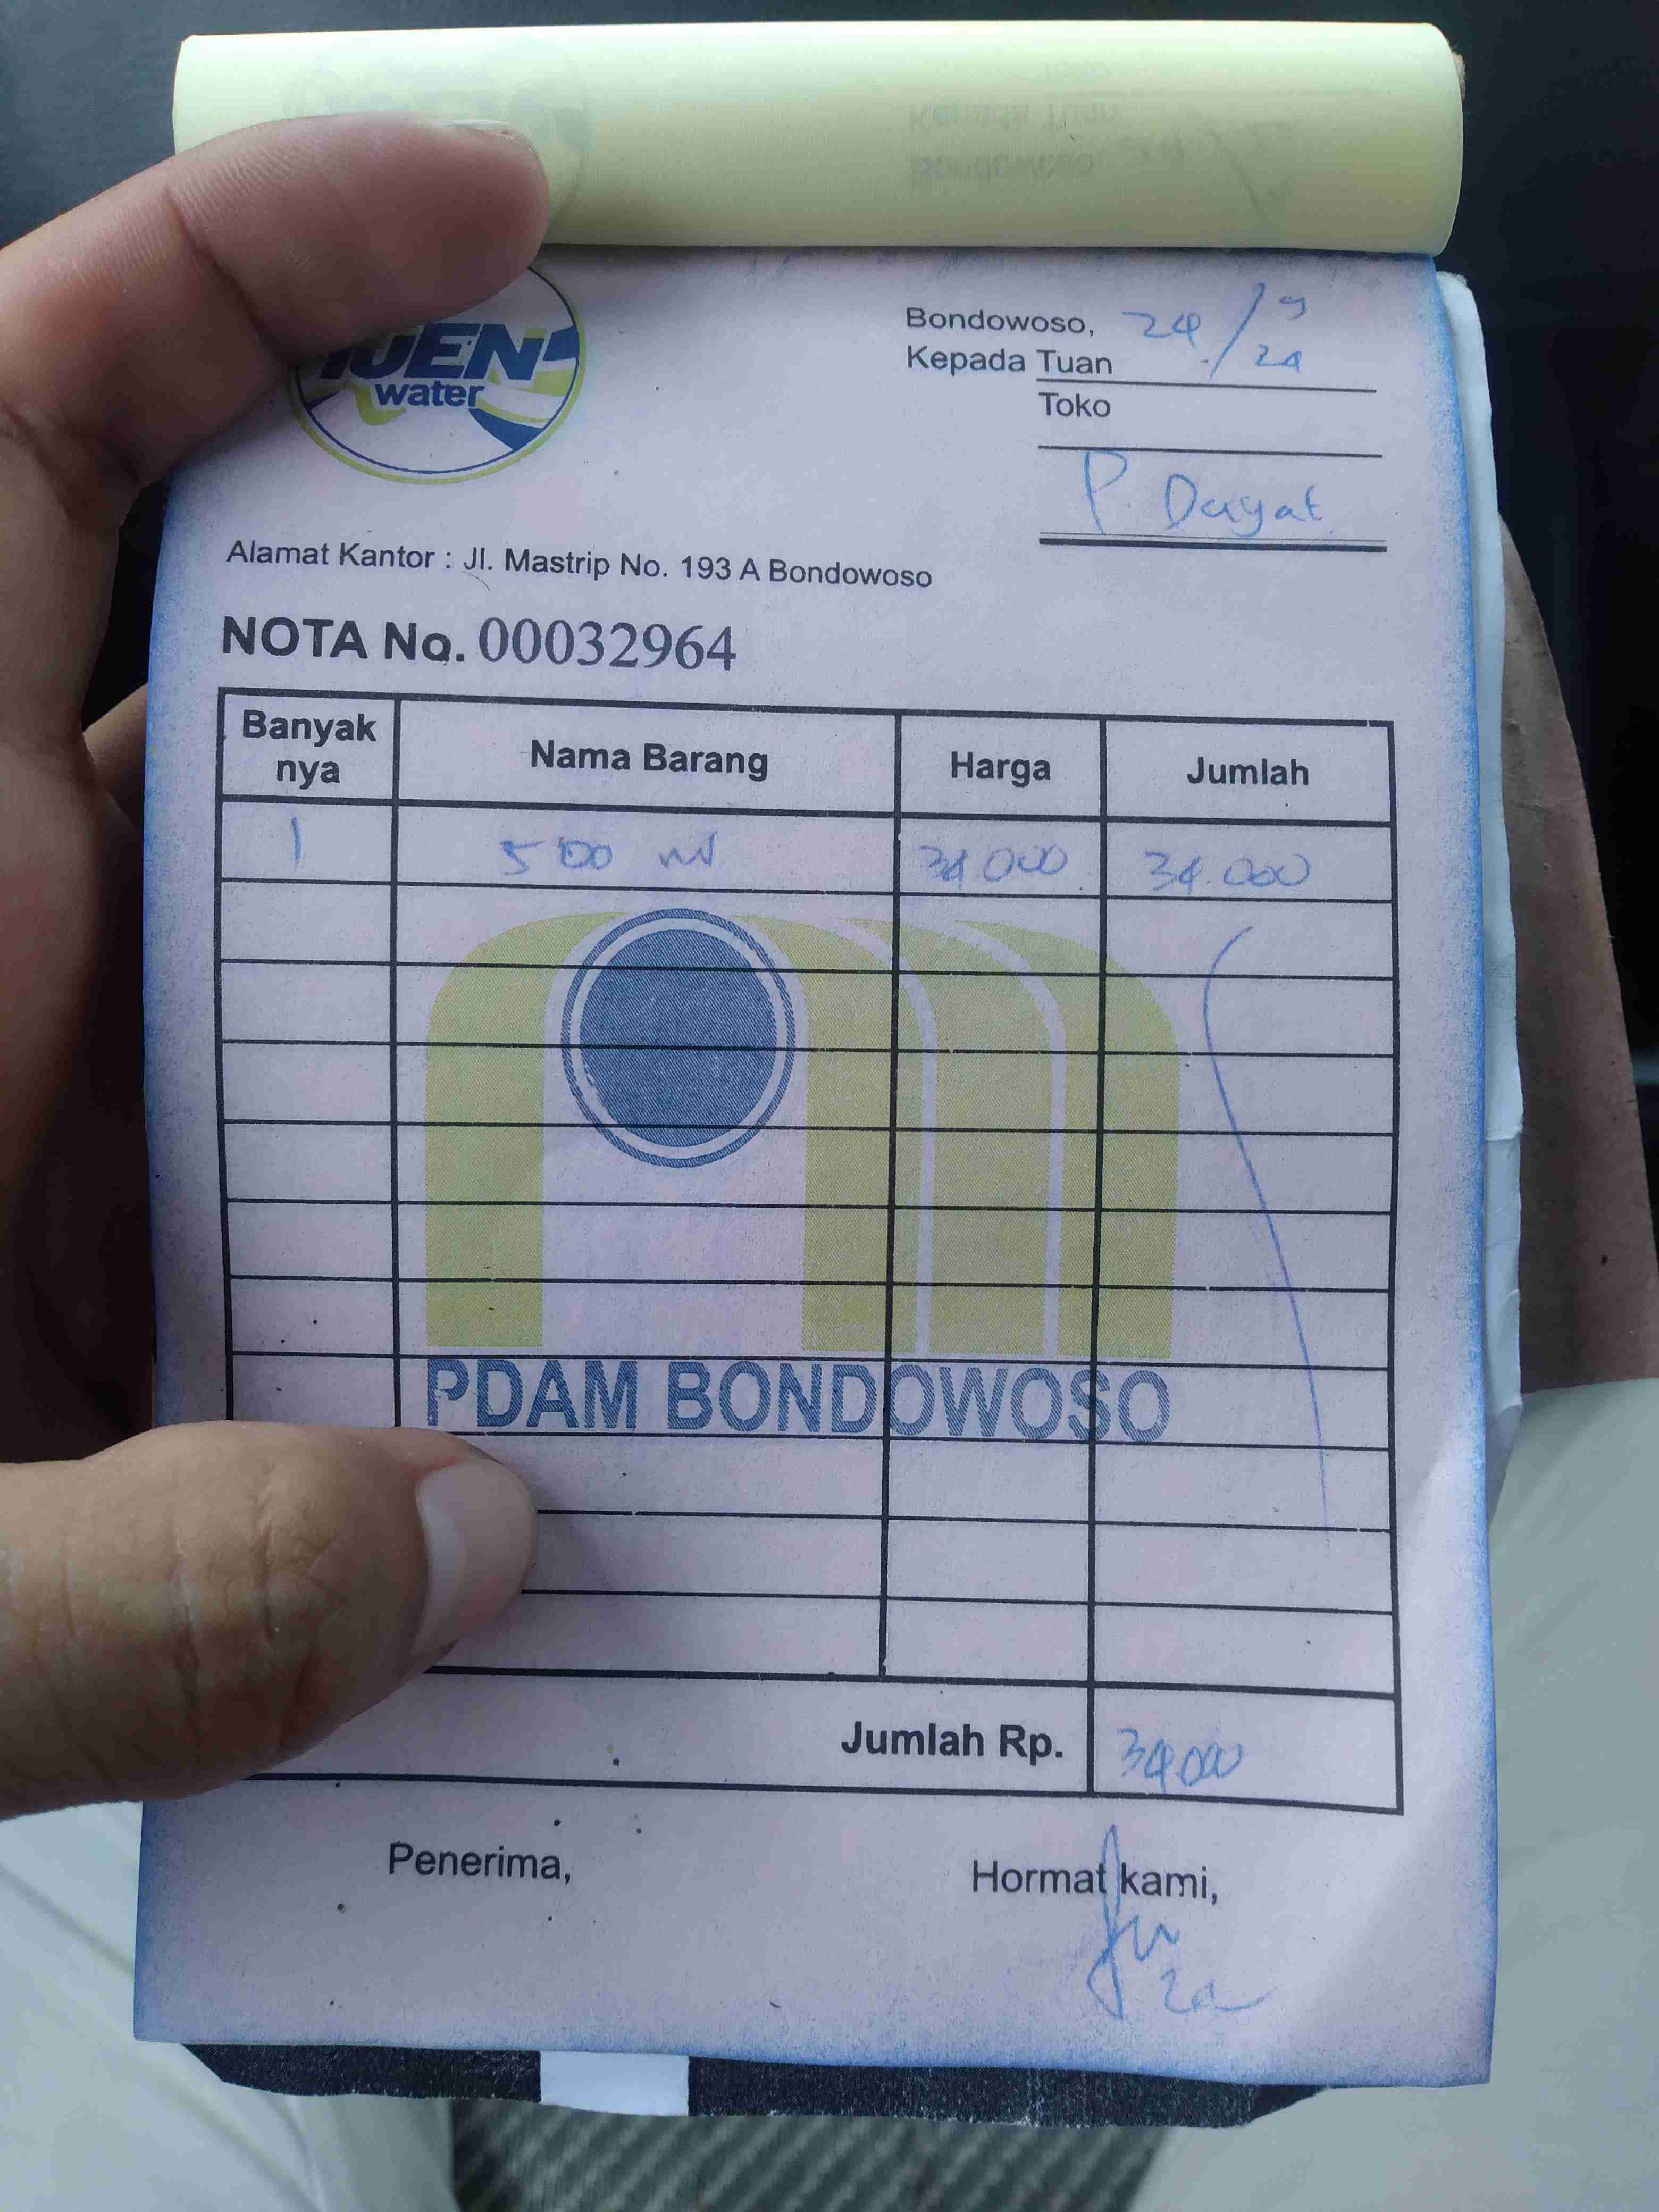 water
Bondowoso, 24/9 24
Kepada Tuan
Toko
P. Dayat
Alamat Kantor : Jl. Mastrip No. 193 A Bondowoso
NOTA No. 00032964
Banyak nya Nama Barang Harga Jumlah
1 500 ml 34.000 34.000
PDAM BONDOWOSO
Jumlah Rp. 34.000
Penerima, Hormat kami,